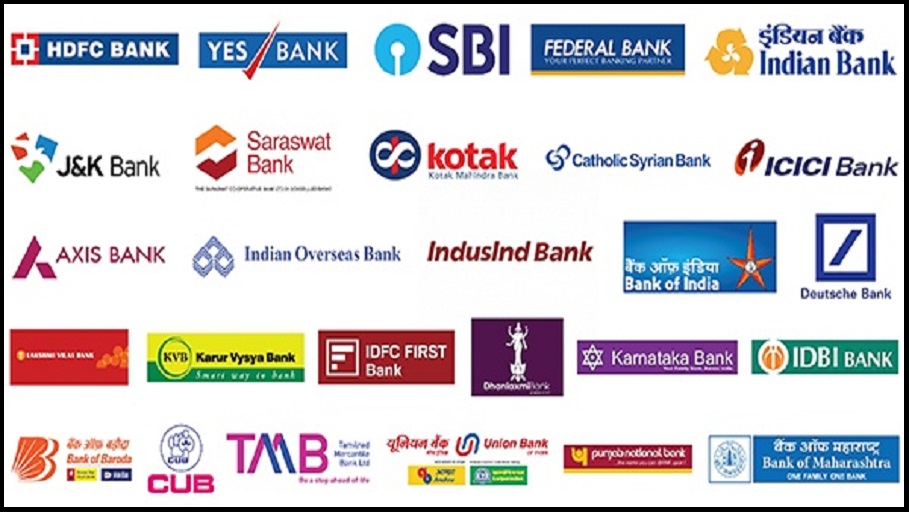 HDFC BANK
YES BANK
SBI
FEDERAL BANK
YOUR PERFECT BANKING PARTNER
इंडियन बैंक
Indian Bank
J&K Bank
Saraswat
Bank
kotak
Kotak Mahindra Bank
Catholic Syrian Bank
ICICI Bank
AXIS BANK
Indian Overseas Bank
IndusInd Bank
बैंक ऑफ़ इंडिया
Bank of India
Deutsche Bank
LAKSHMI VILAS BANK
KVB
Karur Vysya Bank
Smart way to bank
IDFC FIRST
Bank
Dhanlaxmi Bank
Karnataka Bank
IDBI BANK
बैंक ऑफ़ बड़ौदा
Bank of Baroda
CUB
CUB
TMB
Tamilnad
Mercantile
Bank Ltd
Be a step ahead of life
यूनियन बैंक
Union Bank
punjab national bank
बैंक ऑफ महाराष्ट्र
Bank of Maharashtra
ONE FAMILY ONE BANK